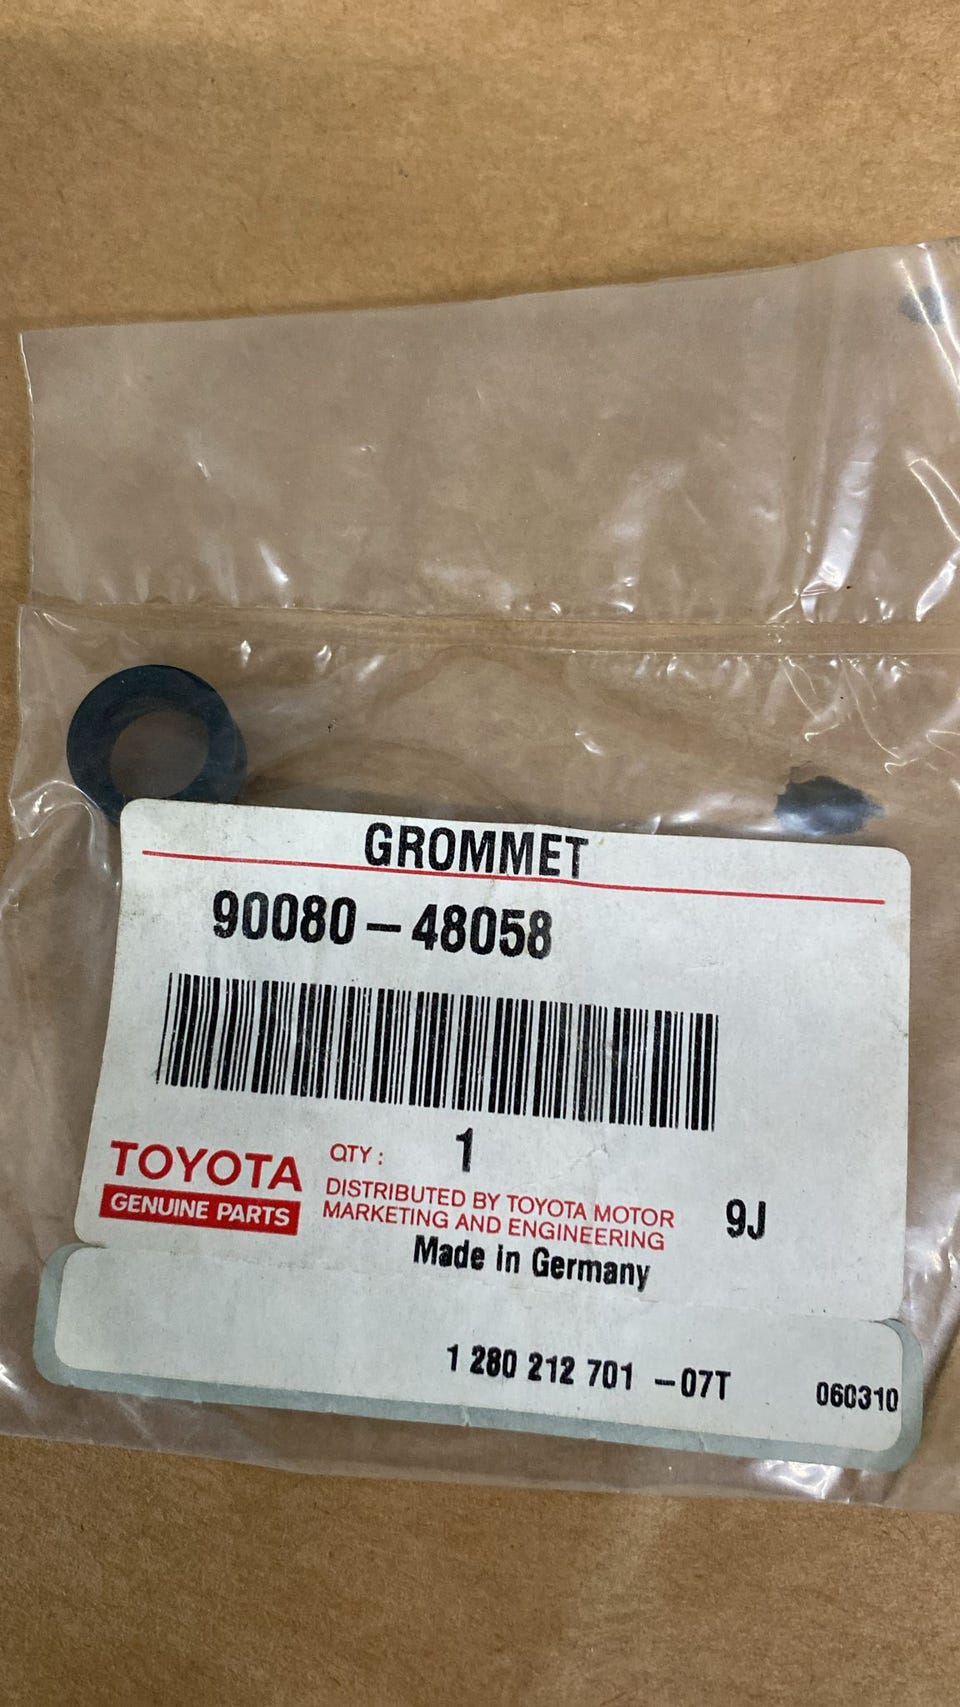 GROMMET
90080-48058
QTY: 1
TOYOTA
GENUINE PARTS
DISTRIBUTED BY TOYOTA MOTOR
MARKETING AND ENGINEERING
9J
Made in Germany
1 280 212 701 -07T
060310